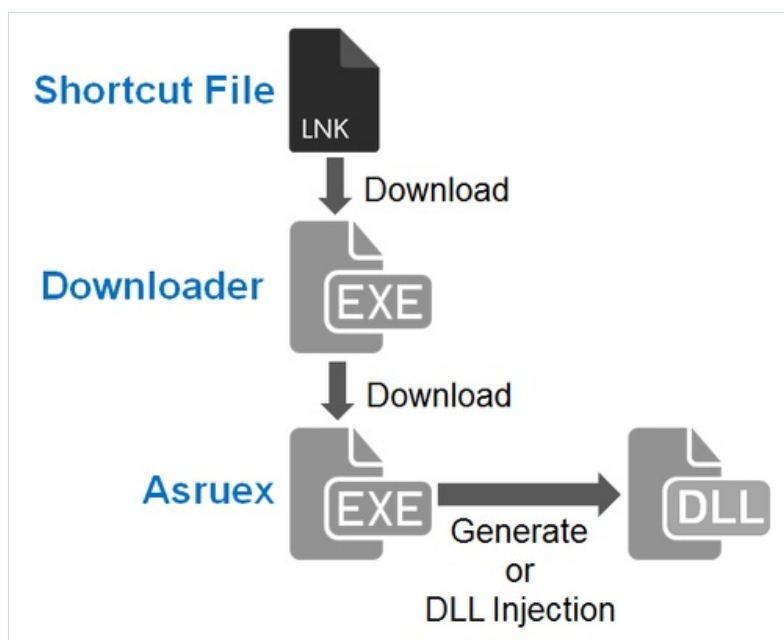 Shortcut File
LNK
Download
Downloader
EXE
Download
Asruex
EXE
DLL
Generate
or
DLL Injection